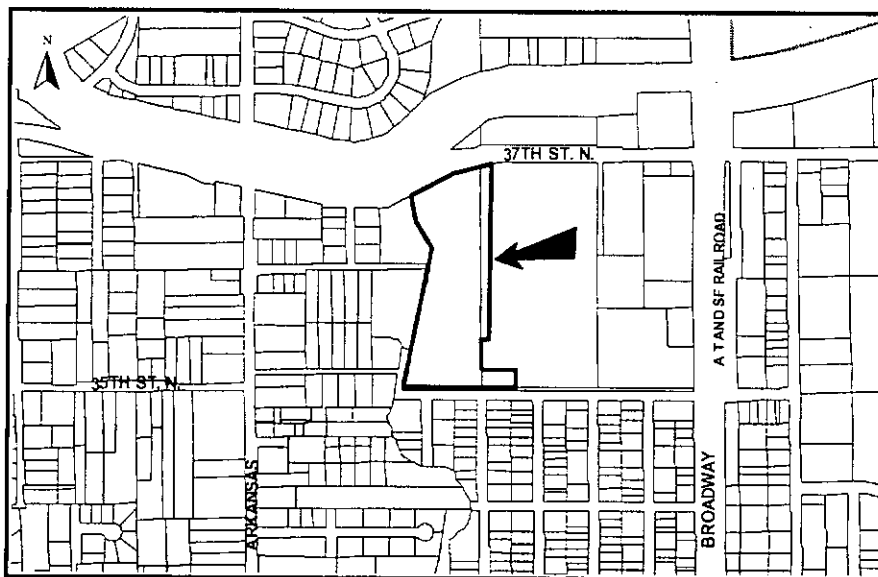 N
37TH ST. N.
A T AND SF RAILROAD
35TH ST. N.
ARKANSAS
BROADWAY